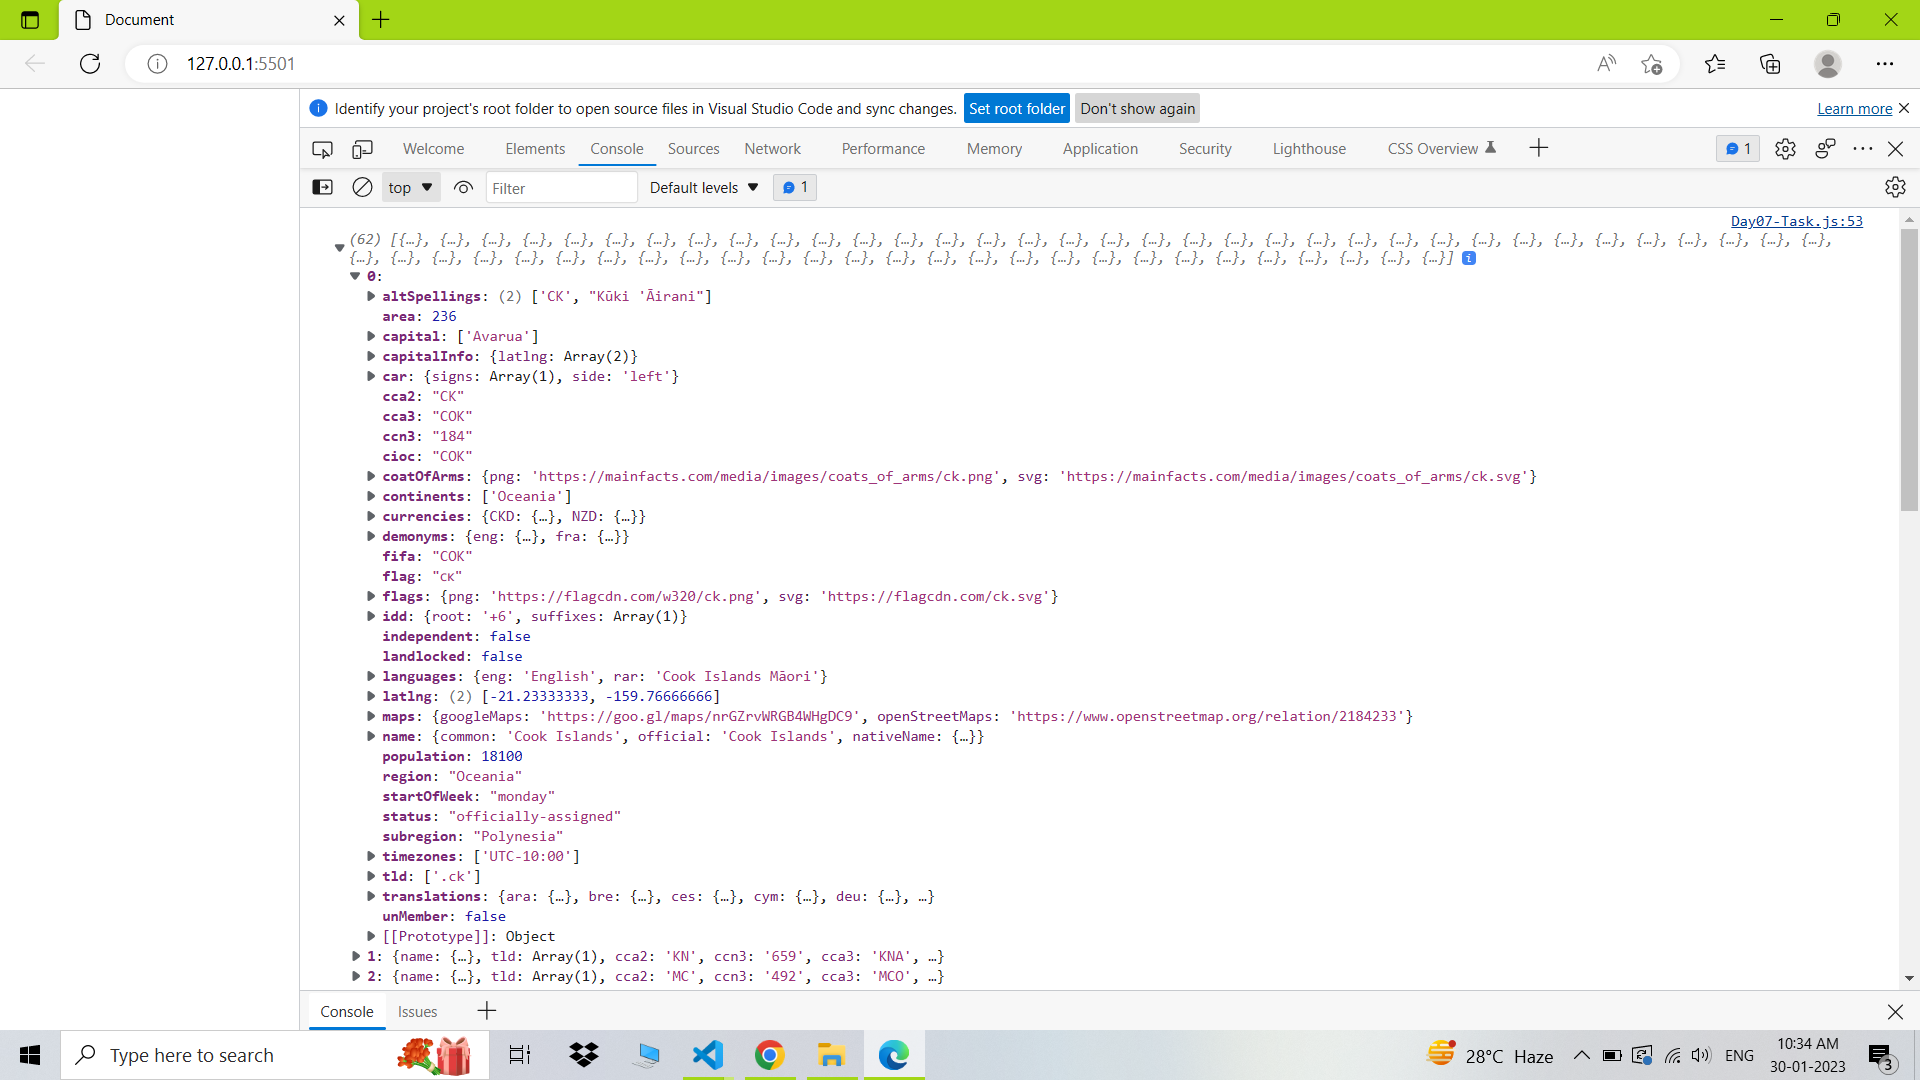 Document
127.0.0.1:5501
Identify your project's root folder to open source files in Visual Studio Code and sync changes. Set root folder Don't show again Learn more
Welcome Elements Console Sources Network Performance Memory Application Security Lighthouse CSS Overview 1
top Filter Default levels 1
Day07-Task.js:53
(62) [{…}, {…}, {…}, {…}, {…}, {…}, {…}, {…}, {…}, {…}, {…}, {…}, {…}, {…}, {…}, {…}, {…}, {…}, {…}, {…}, {…}, {…}, {…}, {…}, {…}, {…}, {…}, {…}, {…}, {…}, {…}, {…}, {…}, {…}, {…},
{…}, {…}, {…}, {…}, {…}, {…}, {…}, {…}, {…}, {…}, {…}, {…}, {…}, {…}, {…}, {…}, {…}, {…}, {…}, {…}, {…}, {…}, {…}, {…}, {…}, {…}, {…}]
0:
altSpellings: (2) ['CK', "Kūki 'Āirani"]
area: 236
capital: ['Avarua']
capitalInfo: {latlng: Array(2)}
car: {signs: Array(1), side: 'left'}
cca2: "CK"
cca3: "COK"
ccn3: "184"
cioc: "COK"
coatOfArms: {png: 'https://mainfacts.com/media/images/coats_of_arms/ck.png', svg: 'https://mainfacts.com/media/images/coats_of_arms/ck.svg'}
continents: ['Oceania']
currencies: {CKD: {…}, NZD: {…}}
demonyms: {eng: {…}, fra: {…}}
fifa: "COK"
flag: "🇨🇰"
flags: {png: 'https://flagcdn.com/w320/ck.png', svg: 'https://flagcdn.com/ck.svg'}
idd: {root: '+6', suffixes: Array(1)}
independent: false
landlocked: false
languages: {eng: 'English', rar: 'Cook Islands Māori'}
latlng: (2) [-21.23333333, -159.76666666]
maps: {googleMaps: 'https://goo.gl/maps/nrGZrvWRGB4WHgDC9', openStreetMaps: 'https://www.openstreetmap.org/relation/2184233'}
name: {common: 'Cook Islands', official: 'Cook Islands', nativeName: {…}}
population: 18100
region: "Oceania"
startOfWeek: "monday"
status: "officially-assigned"
subregion: "Polynesia"
timezones: ['UTC-10:00']
tld: ['.ck']
translations: {ara: {…}, bre: {…}, ces: {…}, cym: {…}, deu: {…}, …}
unMember: false
[[Prototype]]: Object
1: {name: {…}, tld: Array(1), cca2: 'KN', ccn3: '659', cca3: 'KNA', …}
2: {name: {…}, tld: Array(1), cca2: 'MC', ccn3: '492', cca3: 'MCO', …}
Console Issues
Type here to search
28°C Haze ENG
10:34 AM
30-01-2023
3